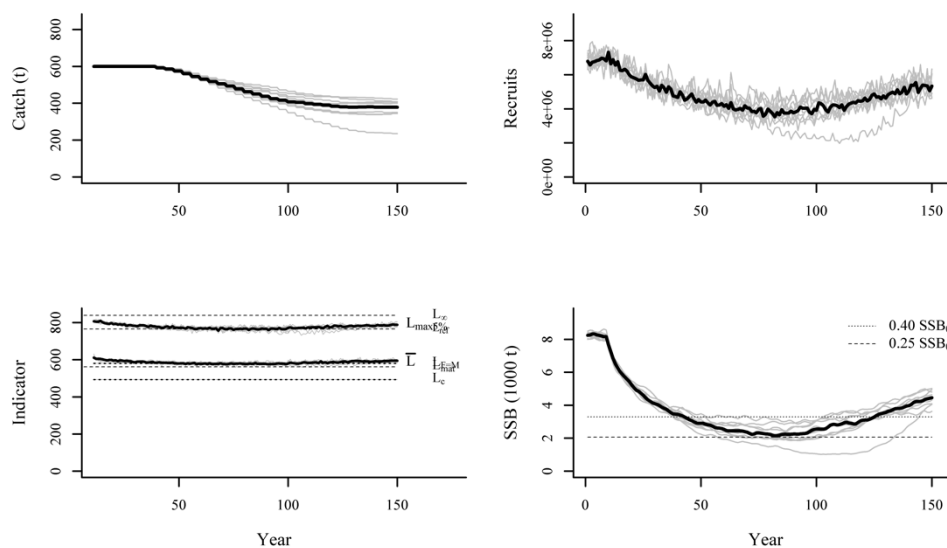 Catch (t)
0 200 400 600 800
50 100 150
Recruits
0e+00 4e+06 8e+06
0 50 100 150
Indicator
0 200 400 600 800
L∞
Lmax5%
L̅
LF=M
Lc
50 100 150
Year
SSB (1000 t)
0 2 4 6 8
0.40 SSB
0.25 SSB
0 50 100 150
Year